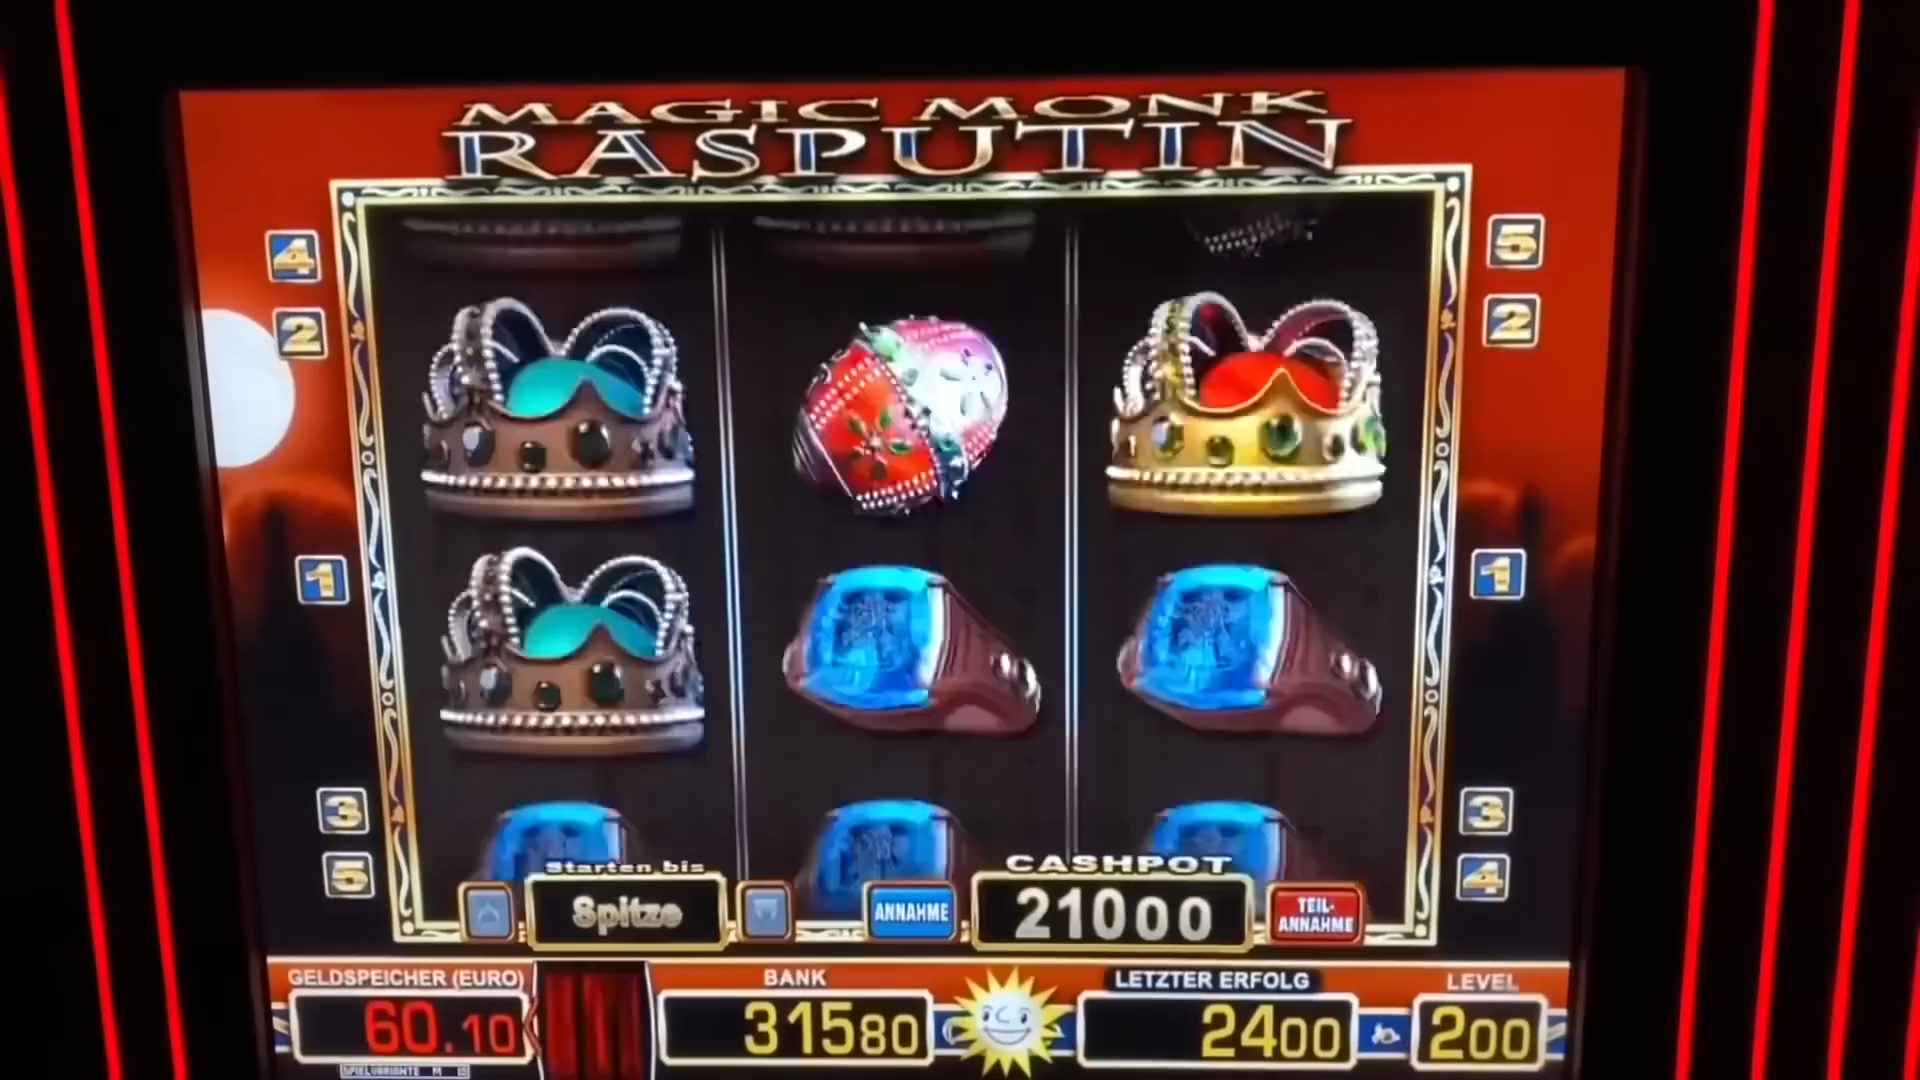 MAGIC MONK
RASPUTIN
4
5
2
2
1
1
3
3
5
4
Starten bis
Spitze
ANNAHME
CASHPOT
21000
TEIL-
ANNAHME
GELDSPEICHER (EURO)
60.10
BANK
31580
LETZTER ERFOLG
2400
LEVEL
200
SPIELVARIANTE M